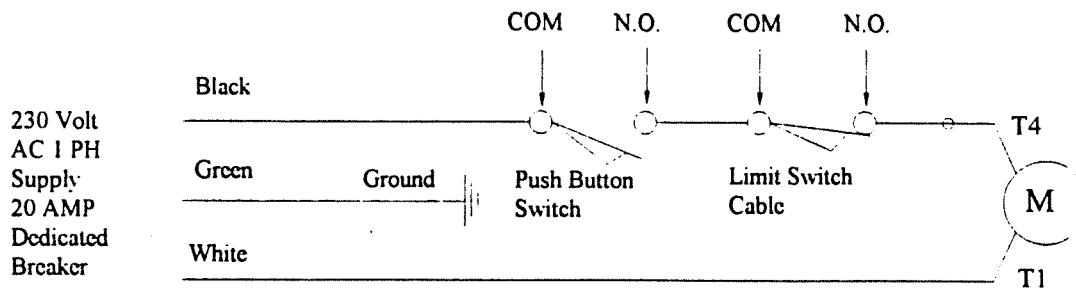 COM N.O. COM N.O.
Black
230 Volt
AC 1 PH
Supply
20 AMP
Dedicated
Breaker
Green
Ground
Push Button
Switch
Limit Switch
Cable
White
T4
M
T1